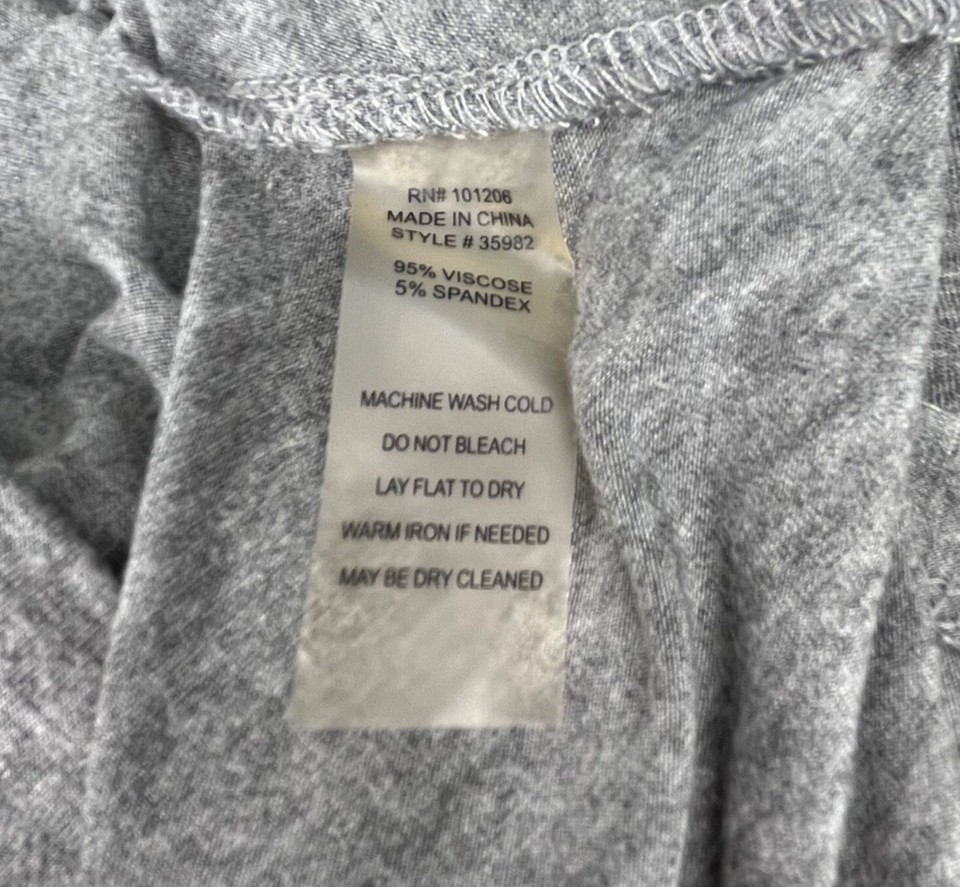 RN# 101206
MADE IN CHINA
STYLE # 35982
95% VISCOSE
5% SPANDEX
MACHINE WASH COLD
DO NOT BLEACH
LAY FLAT TO DRY
WARM IRON IF NEEDED
MAY BE DRY CLEANED